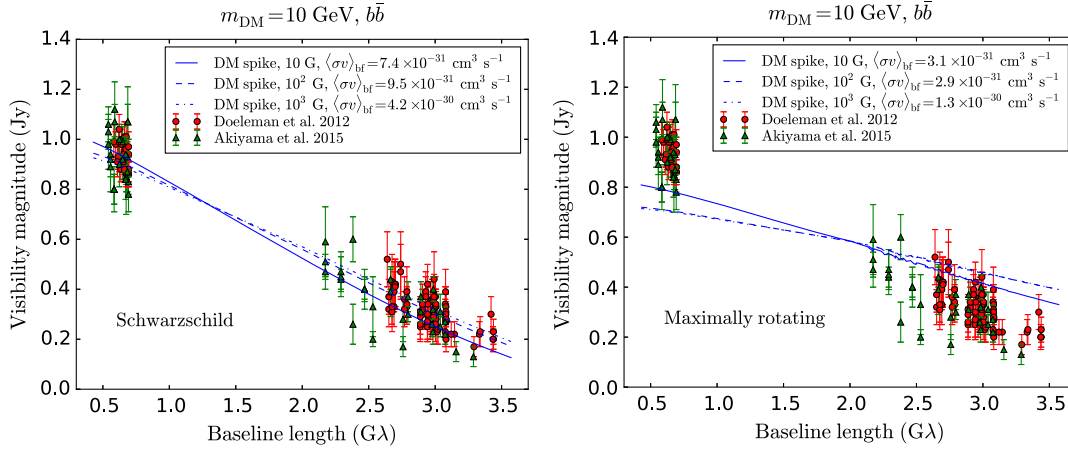 m_DM = 10 GeV, bb̄
Visibility magnitude (Jy)
1.4
1.2
1.0
0.8
0.6
0.4
0.2
0.0
DM spike, 10 G, ⟨σv⟩_bf = 7.4 × 10⁻³¹ cm³ s⁻¹
DM spike, 10² G, ⟨σv⟩_bf = 9.5 × 10⁻³¹ cm³ s⁻¹
DM spike, 10³ G, ⟨σv⟩_bf = 4.2 × 10⁻³⁰ cm³ s⁻¹
Doeleman et al. 2012
Akiyama et al. 2015
Schwarzschild
0.5 1.0 1.5 2.0 2.5 3.0 3.5
Baseline length (Gλ)
m_DM = 10 GeV, bb̄
Visibility magnitude (Jy)
1.4
1.2
1.0
0.8
0.6
0.4
0.2
0.0
DM spike, 10 G, ⟨σv⟩_bf = 3.1 × 10⁻³¹ cm³ s⁻¹
DM spike, 10² G, ⟨σv⟩_bf = 2.9 × 10⁻³¹ cm³ s⁻¹
DM spike, 10³ G, ⟨σv⟩_bf = 1.3 × 10⁻³⁰ cm³ s⁻¹
Doeleman et al. 2012
Akiyama et al. 2015
Maximally rotating
0.5 1.0 1.5 2.0 2.5 3.0 3.5
Baseline length (Gλ)